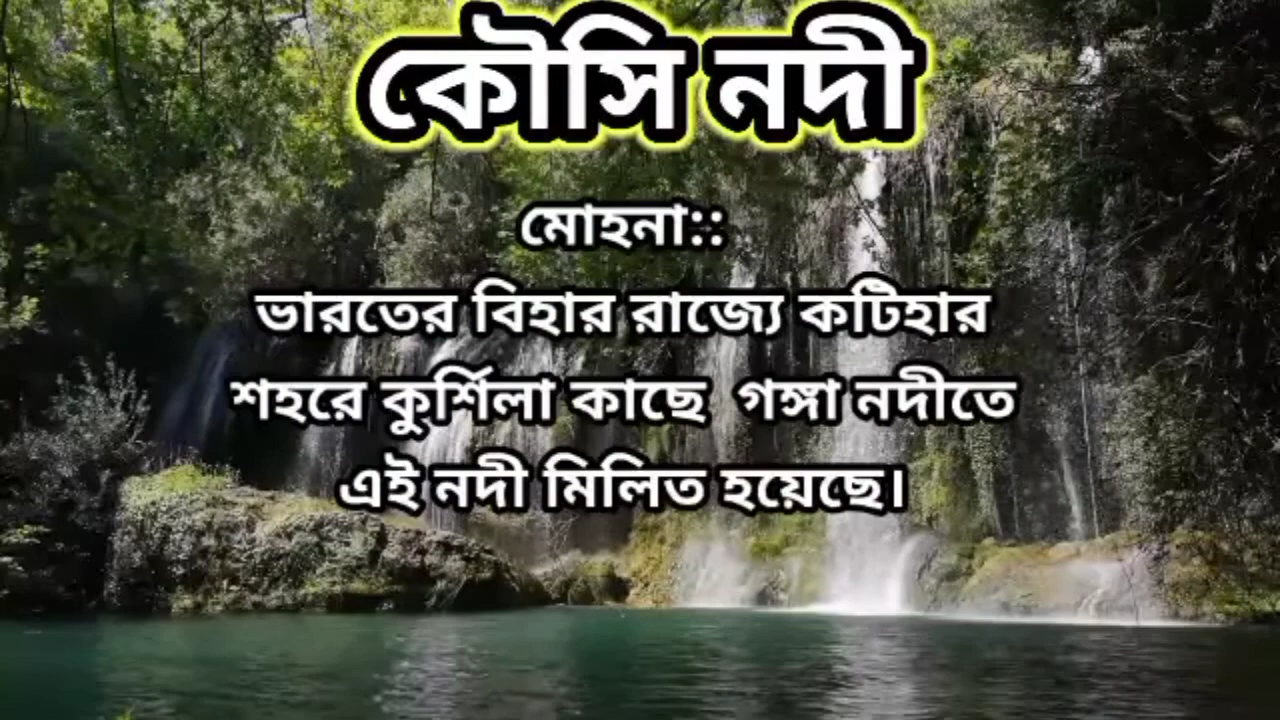 কৌসি নদী
মোহনা::
ভারতের বিহার রাজ্যে কটিহার
শহরে কুর্শিলা কাছে গঙ্গা নদীতে
এই নদী মিলিত হয়েছে।